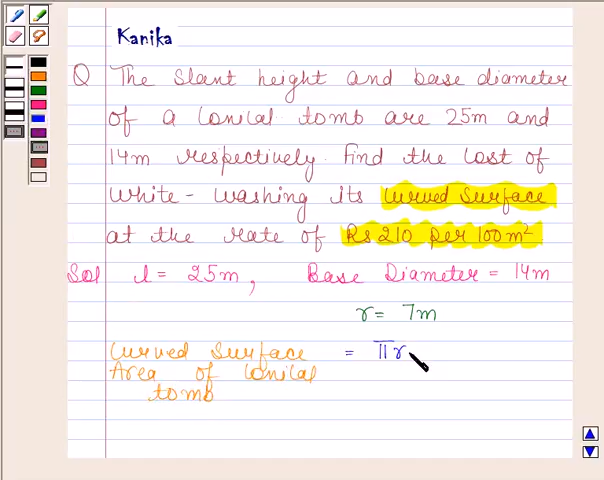 Kanika
Q The Slant height and base diameter
of a Conical tomb are 25m and
14m respectively. Find the Cost of
White-washing its Curved Surface
at the rate of Rs 210 per 100 m²
Sol l = 25m, Base Diameter = 14m
r = 7m
Curved Surface = πr
Area of Conical
tomb